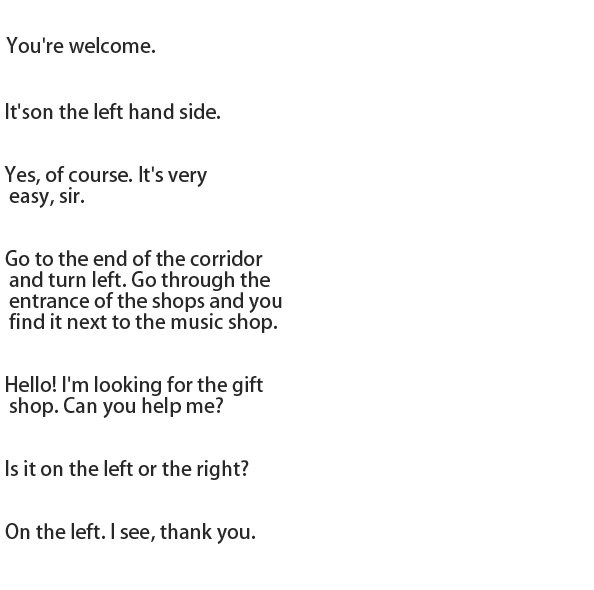 You're welcome.
It'son the left hand side.
Yes, of course. It's very
easy, sir.
Go to the end of the corridor
and turn left. Go through the
entrance of the shops and you
find it next to the music shop.
Hello! I'm looking for the gift
shop. Can you help me?
Is it on the left or the right?
On the left. I see, thank you.